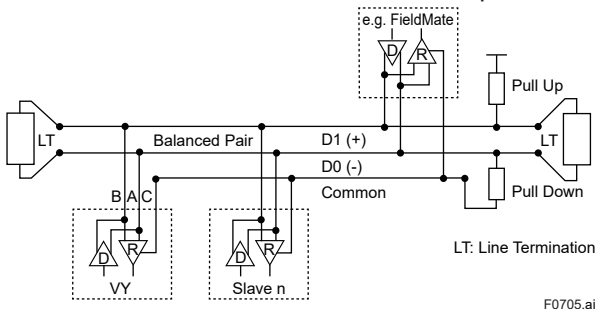 e.g. FieldMate
D R
Pull Up
LT Balanced Pair D1 (+) LT
D0 (-)
B A C Common Pull Down
D R D R
LT: Line Termination
VY Slave n
F0705.ai